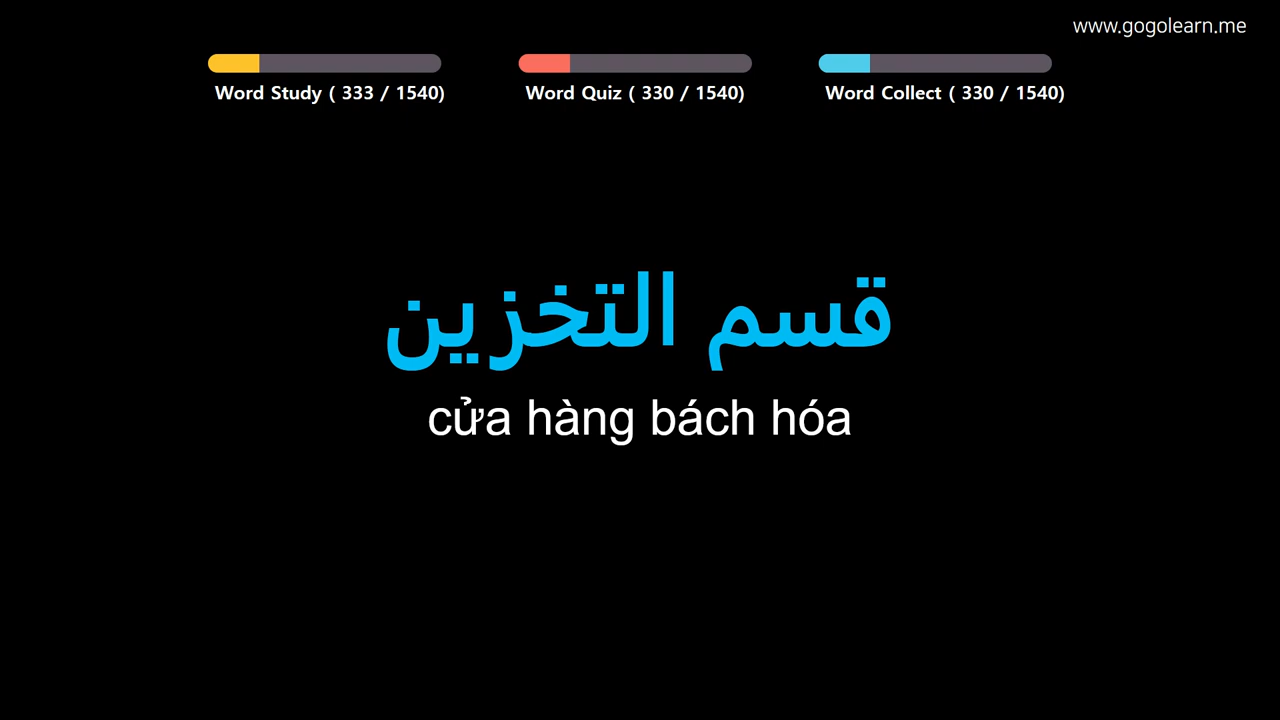 www.gogolearn.me
Word Study ( 333 / 1540)
Word Quiz ( 330 / 1540)
Word Collect ( 330 / 1540)
قسم التخزين
cửa hàng bách hóa